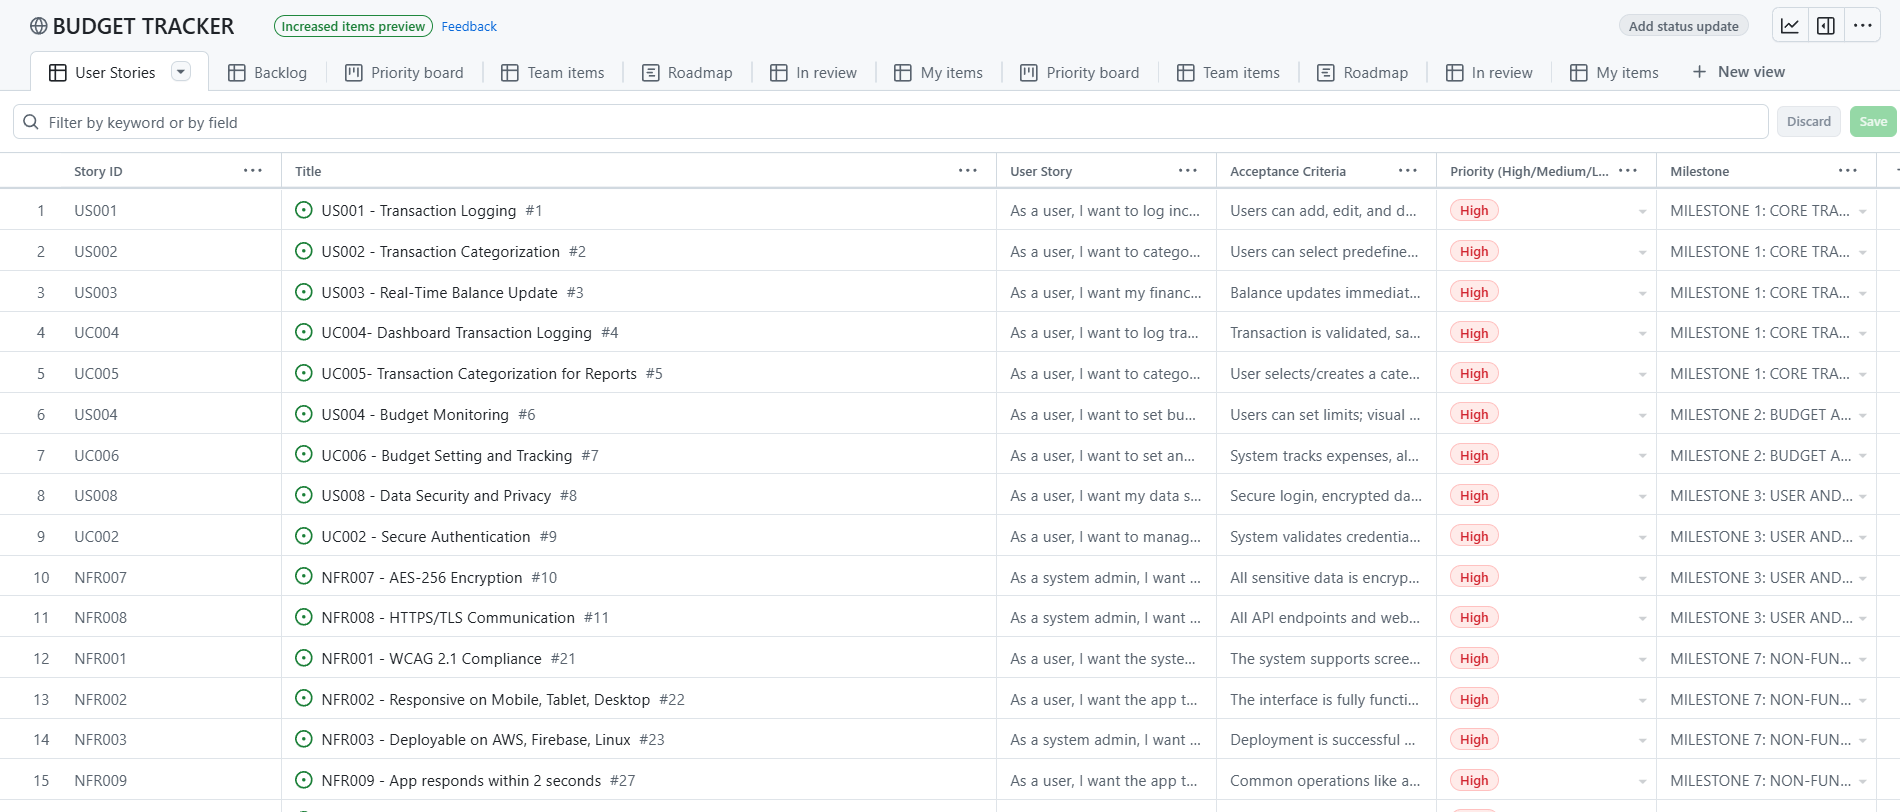 BUDGET TRACKER Increased items preview Feedback Add status update
User Stories Backlog Priority board Team items Roadmap In review My items Priority board Team items Roadmap In review My items New view
Filter by keyword or by field Discard Save
Story ID Title User Story Acceptance Criteria Priority (High/Medium/L... Milestone
1 US001 US001 - Transaction Logging #1 As a user, I want to log inc... Users can add, edit, and d... High MILESTONE 1: CORE TRA...
2 US002 US002 - Transaction Categorization #2 As a user, I want to catego... Users can select predefine... High MILESTONE 1: CORE TRA...
3 US003 US003 - Real-Time Balance Update #3 As a user, I want my financ... Balance updates immediat... High MILESTONE 1: CORE TRA...
4 UC004 UC004- Dashboard Transaction Logging #4 As a user, I want to log tra... Transaction is validated, sa... High MILESTONE 1: CORE TRA...
5 UC005 UC005- Transaction Categorization for Reports #5 As a user, I want to catego... User selects/creates a cate... High MILESTONE 1: CORE TRA...
6 US004 US004 - Budget Monitoring #6 As a user, I want to set bu... Users can set limits; visual ... High MILESTONE 2: BUDGET A...
7 UC006 UC006 - Budget Setting and Tracking #7 As a user, I want to set an... System tracks expenses, al... High MILESTONE 2: BUDGET A...
8 US008 US008 - Data Security and Privacy #8 As a user, I want my data s... Secure login, encrypted da... High MILESTONE 3: USER AND...
9 UC002 UC002 - Secure Authentication #9 As a user, I want to manag... System validates credentia... High MILESTONE 3: USER AND...
10 NFR007 NFR007 - AES-256 Encryption #10 As a system admin, I want ... All sensitive data is encryp... High MILESTONE 3: USER AND...
11 NFR008 NFR008 - HTTPS/TLS Communication #11 As a system admin, I want ... All API endpoints and web... High MILESTONE 3: USER AND...
12 NFR001 NFR001 - WCAG 2.1 Compliance #21 As a user, I want the syste... The system supports scree... High MILESTONE 7: NON-FUN...
13 NFR002 NFR002 - Responsive on Mobile, Tablet, Desktop #22 As a user, I want the app t... The interface is fully functi... High MILESTONE 7: NON-FUN...
14 NFR003 NFR003 - Deployable on AWS, Firebase, Linux #23 As a system admin, I want ... Deployment is successful ... High MILESTONE 7: NON-FUN...
15 NFR009 NFR009 - App responds within 2 seconds #27 As a user, I want the app t... Common operations like a... High MILESTONE 7: NON-FUN...